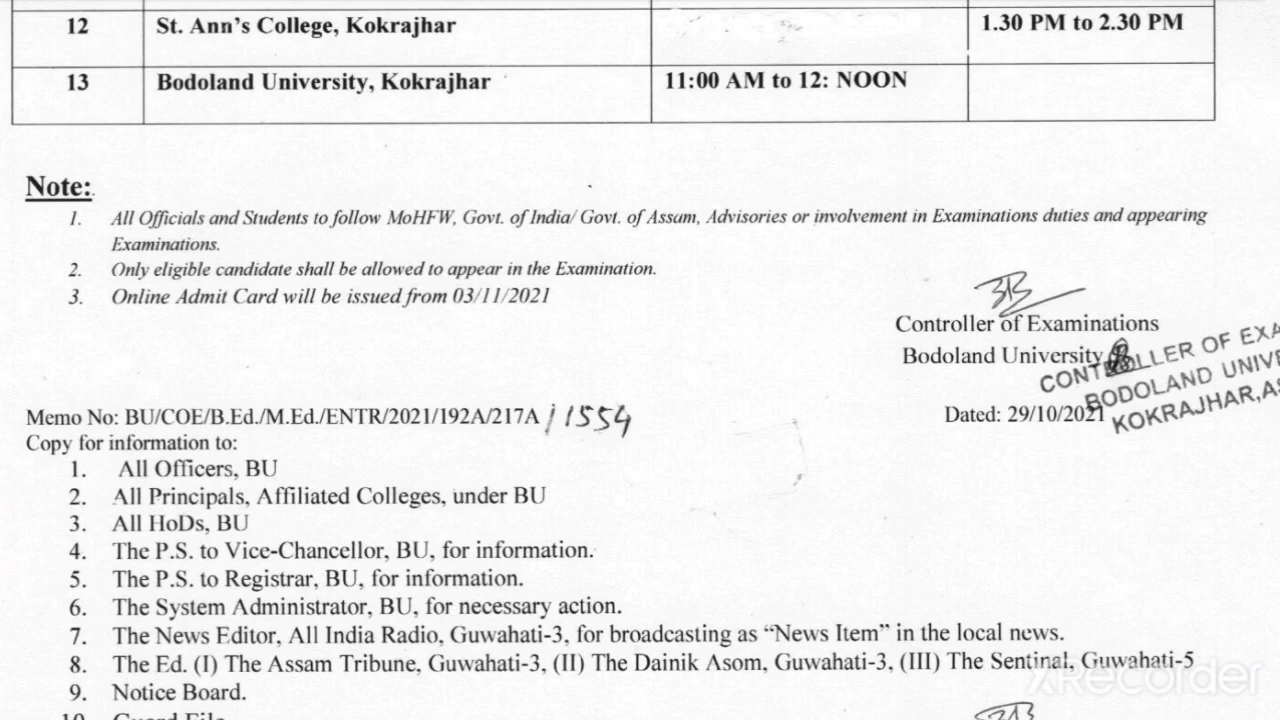 12 St. Ann's College, Kokrajhar 1.30 PM to 2.30 PM
13 Bodoland University, Kokrajhar 11:00 AM to 12: NOON
Note:
1. All Officials and Students to follow MoHFW, Govt. of India/ Govt. of Assam, Advisories or involvement in Examinations duties and appearing
Examinations.
2. Only eligible candidate shall be allowed to appear in the Examination.
3. Online Admit Card will be issued from 03/11/2021
Controller of Examinations
Bodoland University
CONTROLLER OF EXA
BODOLAND UNIVE
KOKRAJHAR, AS
Memo No: BU/COE/B.Ed./M.Ed./ENTR/2021/192A/217A/1554
Dated: 29/10/2021
Copy for information to:
1. All Officers, BU
2. All Principals, Affiliated Colleges, under BU
3. All HoDs, BU
4. The P.S. to Vice-Chancellor, BU, for information.
5. The P.S. to Registrar, BU, for information.
6. The System Administrator, BU, for necessary action.
7. The News Editor, All India Radio, Guwahati-3, for broadcasting as “News Item” in the local news.
8. The Ed. (I) The Assam Tribune, Guwahati-3, (II) The Dainik Asom, Guwahati-3, (III) The Sentinal, Guwahati-5
9. Notice Board.
10. Guard File
XRecorder